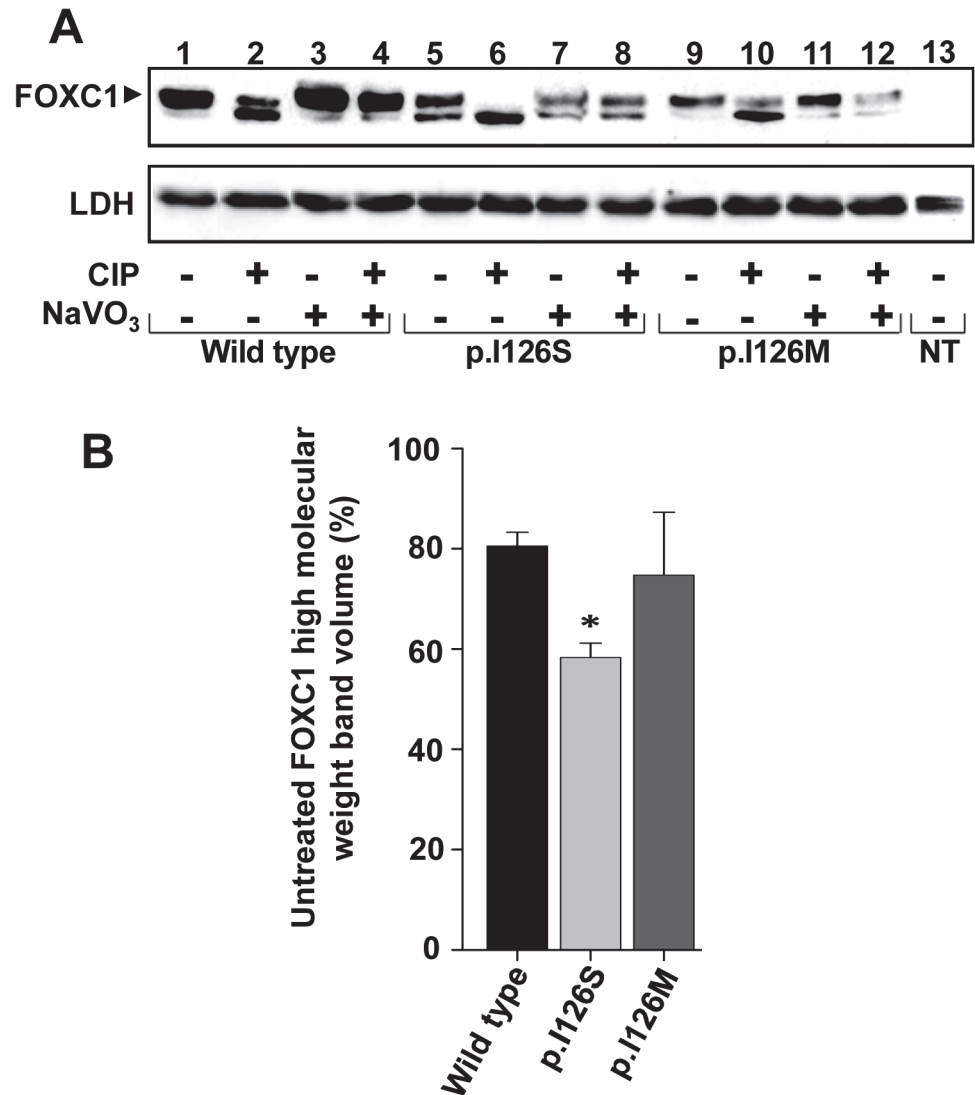 A
1 2 3 4 5 6 7 8 9 10 11 12 13
FOXC1
LDH
CIP - + - + - + - + - + - + -
NaVO₃ - - + + - - + + - - + + -
Wild type p.I126S p.I126M NT
B
Untreated FOXC1 high molecular
weight band volume (%)
100
80
60
40
20
0
*
Wild type
p.I126S
p.I126M